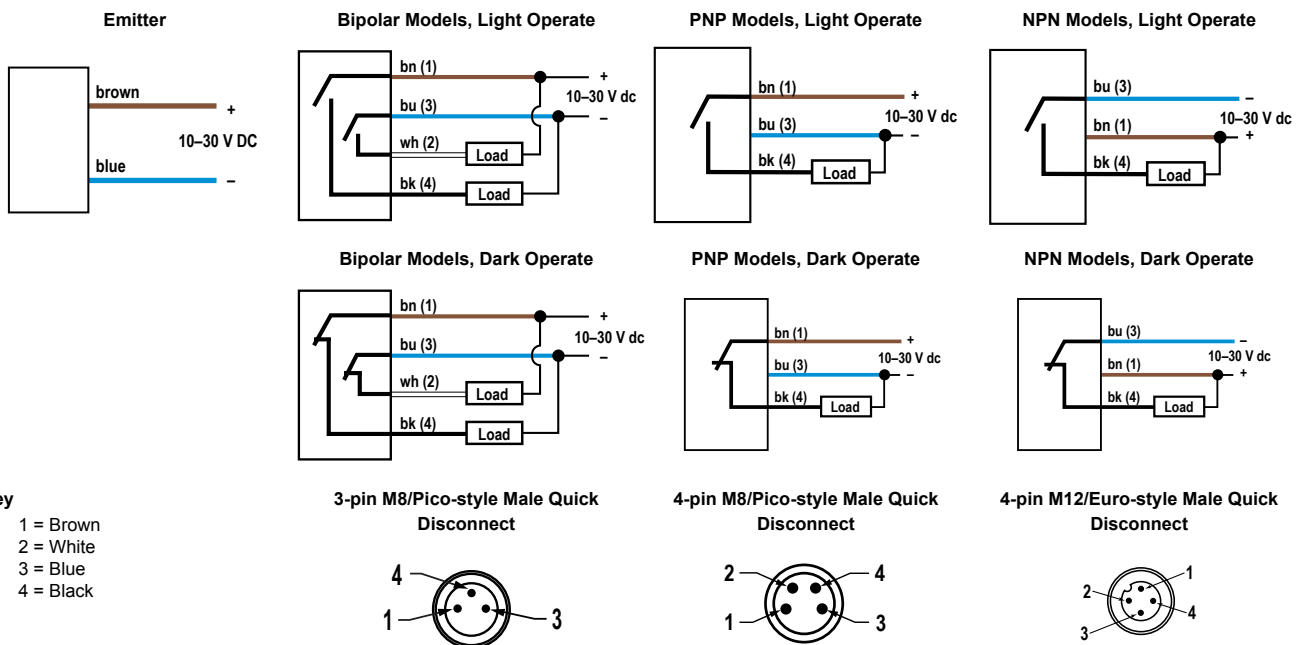 Emitter
brown
+
10–30 V DC
blue
–
Bipolar Models, Light Operate
bn (1)
+
10–30 V dc
bu (3)
–
wh (2)
Load
bk (4)
Load
PNP Models, Light Operate
bn (1)
+
10–30 V dc
bu (3)
–
bk (4)
Load
NPN Models, Light Operate
bu (3)
–
10–30 V dc
bn (1)
+
bk (4)
Load
Bipolar Models, Dark Operate
bn (1)
+
10–30 V dc
bu (3)
–
wh (2)
Load
bk (4)
Load
PNP Models, Dark Operate
bn (1)
+
10–30 V dc
bu (3)
–
bk (4)
Load
NPN Models, Dark Operate
bu (3)
–
10–30 V dc
bn (1)
+
bk (4)
Load
ey
1 = Brown
2 = White
3 = Blue
4 = Black
3-pin M8/Pico-style Male Quick
Disconnect
4
1
3
4-pin M8/Pico-style Male Quick
Disconnect
2
4
1
3
4-pin M12/Euro-style Male Quick
Disconnect
1
2
4
3